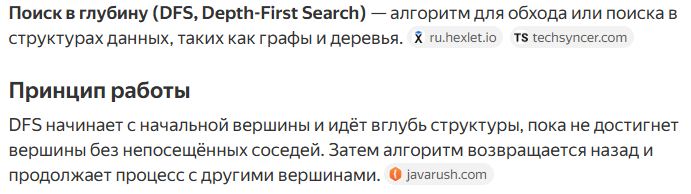 Поиск в глубину (DFS, Depth-First Search) — алгоритм для обхода или поиска в
структурах данных, таких как графы и деревья. ru.hexlet.io TS techsyncer.com
Принцип работы
DFS начинает с начальной вершины и идёт вглубь структуры, пока не достигнет
вершины без непосещённых соседей. Затем алгоритм возвращается назад и
продолжает процесс с другими вершинами. javarush.com